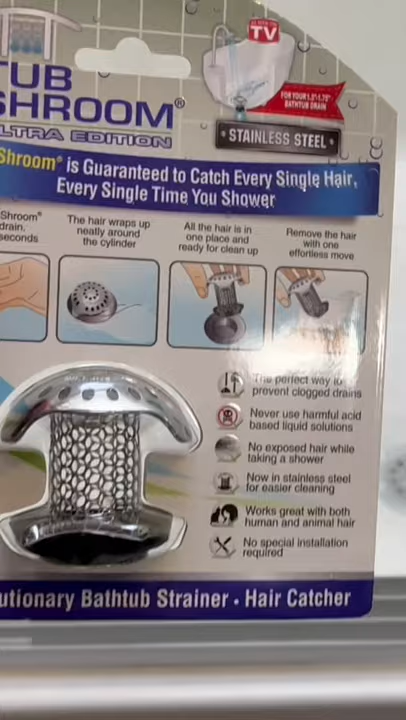 AS SEEN ON
TV
TUB
SHROOM®
ULTRA EDITION
FOR YOUR 1.5"-1.75"
BATHTUB DRAIN
• STAINLESS STEEL •
Shroom® is Guaranteed to Catch Every Single Hair,
Every Single Time You Shower
Shroom®
drain,
seconds
The hair wraps up
neatly around
the cylinder
All the hair is in
one place and
ready for clean up
Remove the hair
with one
effortless move
The perfect way to
prevent clogged drains
Never use harmful acid
based liquid solutions
No exposed hair while
taking a shower
Now in stainless steel
for easier cleaning
Works great with both
human and animal hair
No special installation
required
utionary Bathtub Strainer • Hair Catcher